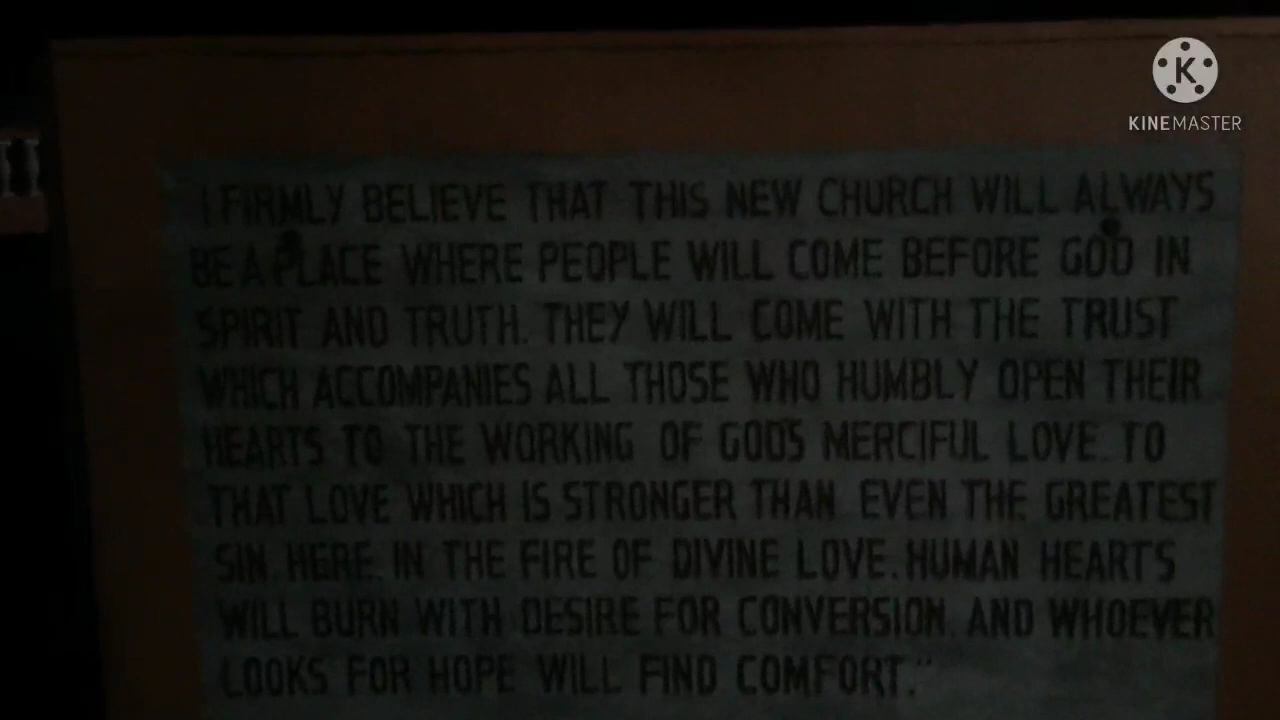 K
KINEMASTER
I FIRMLY BELIEVE THAT THIS NEW CHURCH WILL ALWAYS
BE A PLACE WHERE PEOPLE WILL COME BEFORE GOD IN
SPIRIT AND TRUTH. THEY WILL COME WITH THE TRUST
WHICH ACCOMPANIES ALL THOSE WHO HUMBLY OPEN THEIR
HEARTS TO THE WORKING OF GOD'S MERCIFUL LOVE. TO
THAT LOVE WHICH IS STRONGER THAN EVEN THE GREATEST
SIN. HERE, IN THE FIRE OF DIVINE LOVE. HUMAN HEARTS
WILL BURN WITH DESIRE FOR CONVERSION, AND WHOEVER
LOOKS FOR HOPE WILL FIND COMFORT."